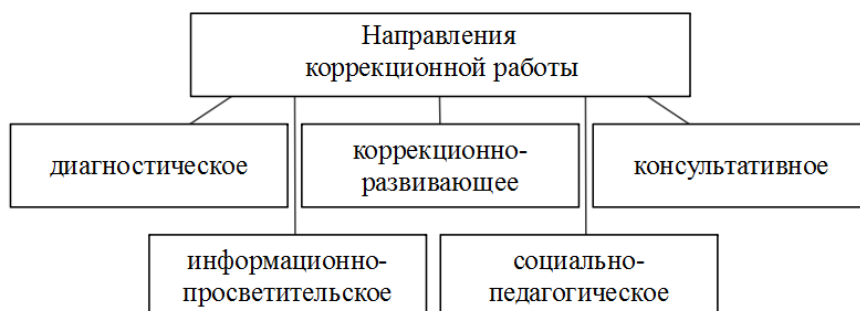 Направления
коррекционной работы
диагностическое
коррекционно-
развивающее
консультативное
информационно-
просветительское
социально-
педагогическое